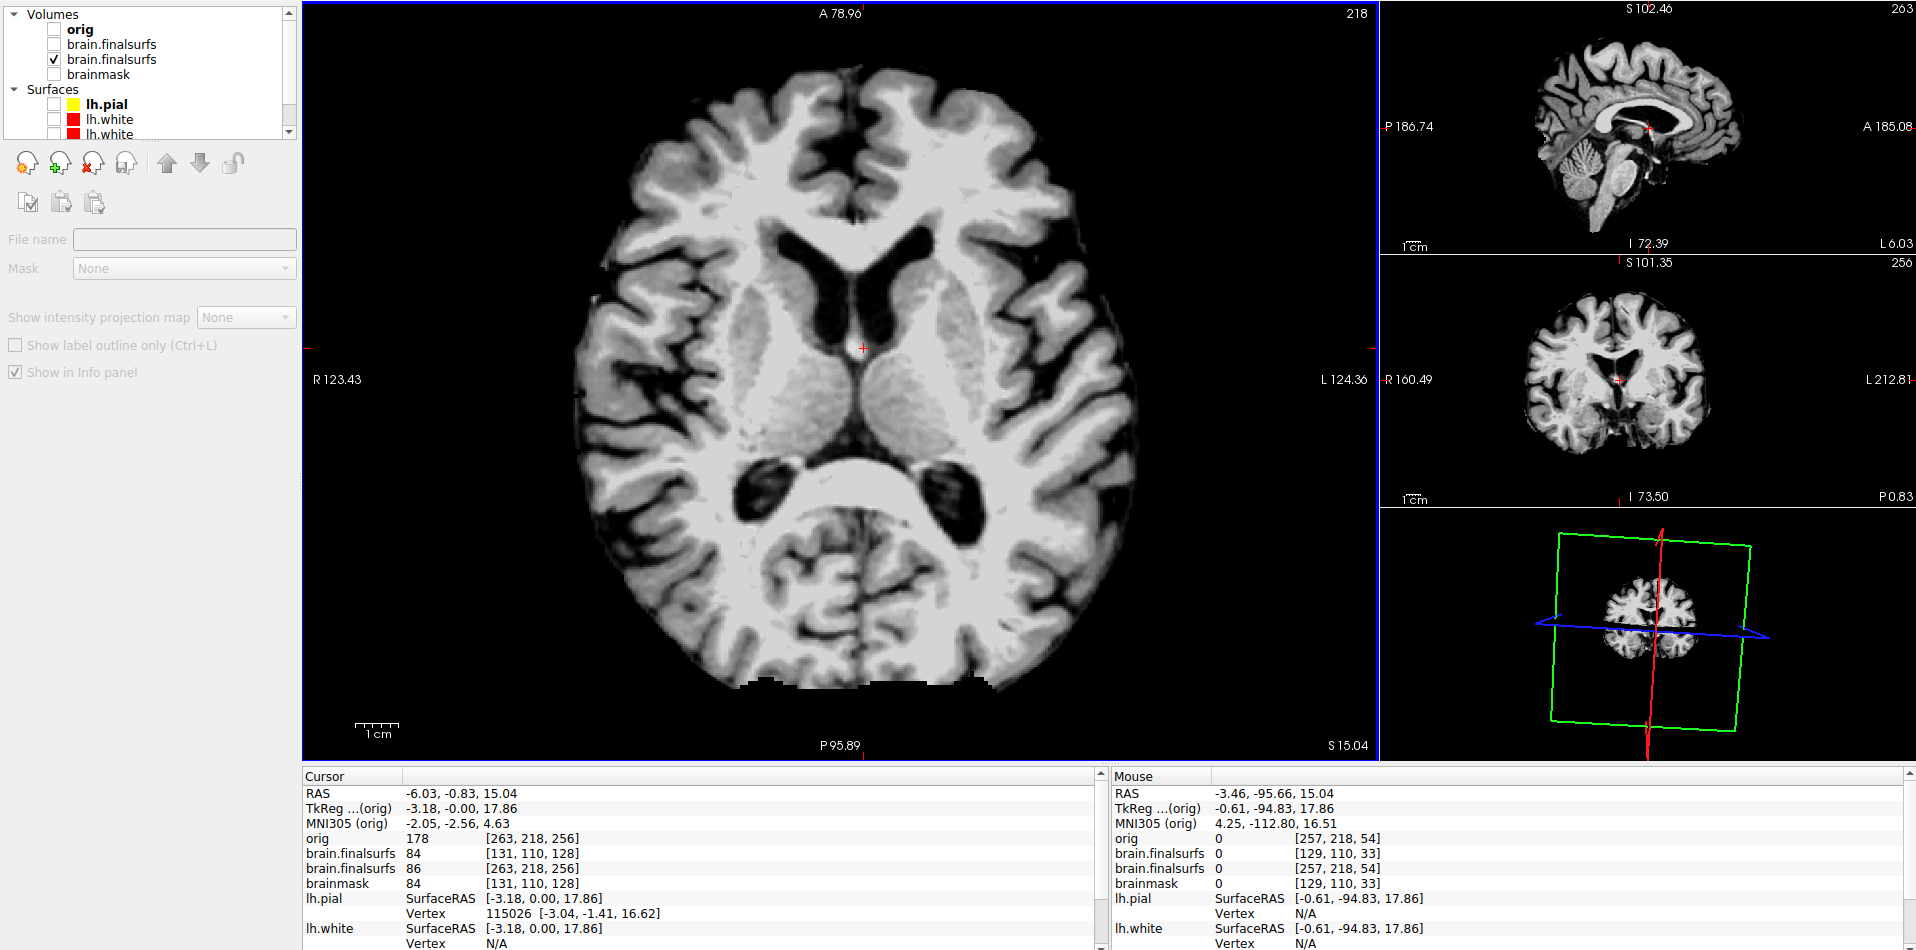 Volumes
orig
brain.finalsurfs
brain.finalsurfs
brainmask
Surfaces
lh.pial
lh.white
lh.white
File name
Mask None
Show intensity projection map None
Show label outline only (Ctrl+L)
Show in Info panel
A 78.96
218
R 123.43
L 124.36
1 cm
P 95.89
S 15.04
S 102.46
263
P 186.74
A 185.08
1 cm
I 72.39
L 6.03
S 101.35
256
R 160.49
L 212.81
1 cm
I 73.50
P 0.83
Cursor
RAS -6.03, -0.83, 15.04
TkReg ...(orig) -3.18, -0.00, 17.86
MNI305 (orig) -2.05, -2.56, 4.63
orig 178 [263, 218, 256]
brain.finalsurfs 84 [131, 110, 128]
brain.finalsurfs 86 [263, 218, 256]
brainmask 84 [131, 110, 128]
lh.pial SurfaceRAS [-3.18, 0.00, 17.86]
Vertex 115026 [-3.04, -1.41, 16.62]
lh.white SurfaceRAS [-3.18, 0.00, 17.86]
Vertex N/A
Mouse
RAS -3.46, -95.66, 15.04
TkReg ...(orig) -0.61, -94.83, 17.86
MNI305 (orig) 4.25, -112.80, 16.51
orig 0 [257, 218, 54]
brain.finalsurfs 0 [129, 110, 33]
brain.finalsurfs 0 [257, 218, 54]
brainmask 0 [129, 110, 33]
lh.pial SurfaceRAS [-0.61, -94.83, 17.86]
Vertex N/A
lh.white SurfaceRAS [-0.61, -94.83, 17.86]
Vertex N/A